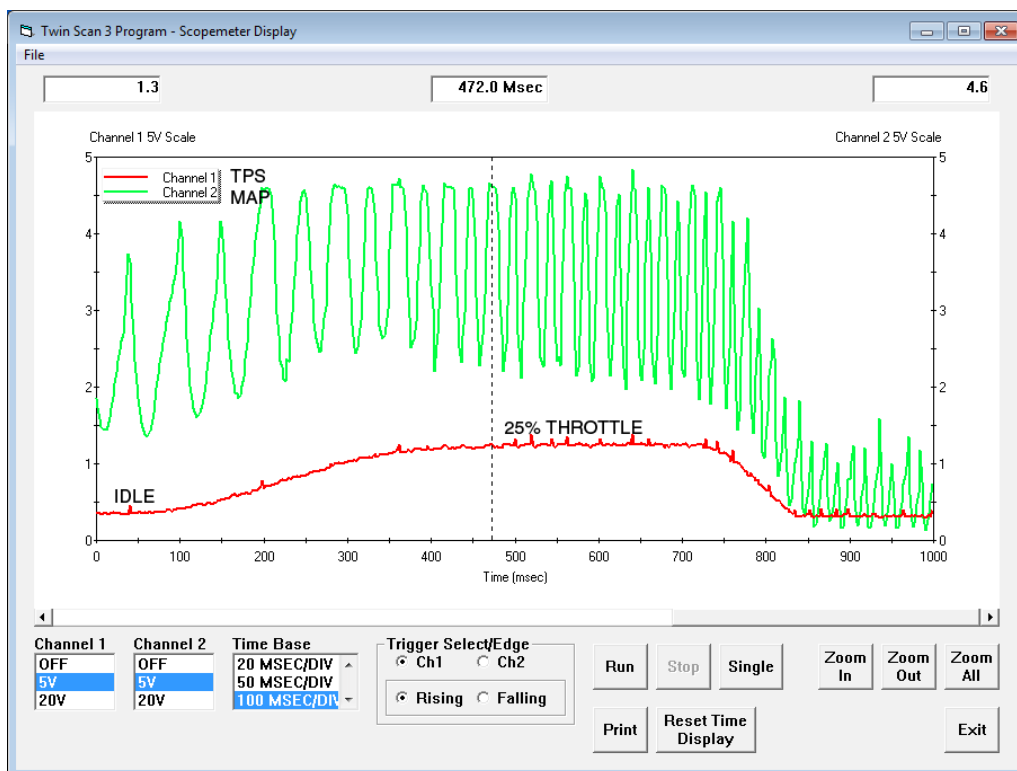 Twin Scan 3 Program - Scopemeter Display
File
1.3
472.0 Msec
4.6
Channel 1 5V Scale
Channel 2 5V Scale
Channel 1 TPS
Channel 2 MAP
5 5
4 4
3 3
2 2
25% THROTTLE
1 1
IDLE
0 0
0 100 200 300 400 500 600 700 800 900 1000
Time (msec)
Channel 1 Channel 2 Time Base Trigger Select/Edge
OFF OFF 20 MSEC/DIV Ch1 Ch2
5V 5V 50 MSEC/DIV
20V 20V 100 MSEC/DIV Rising Falling
Run Stop Single Zoom In Zoom Out Zoom All
Print Reset Time Display Exit